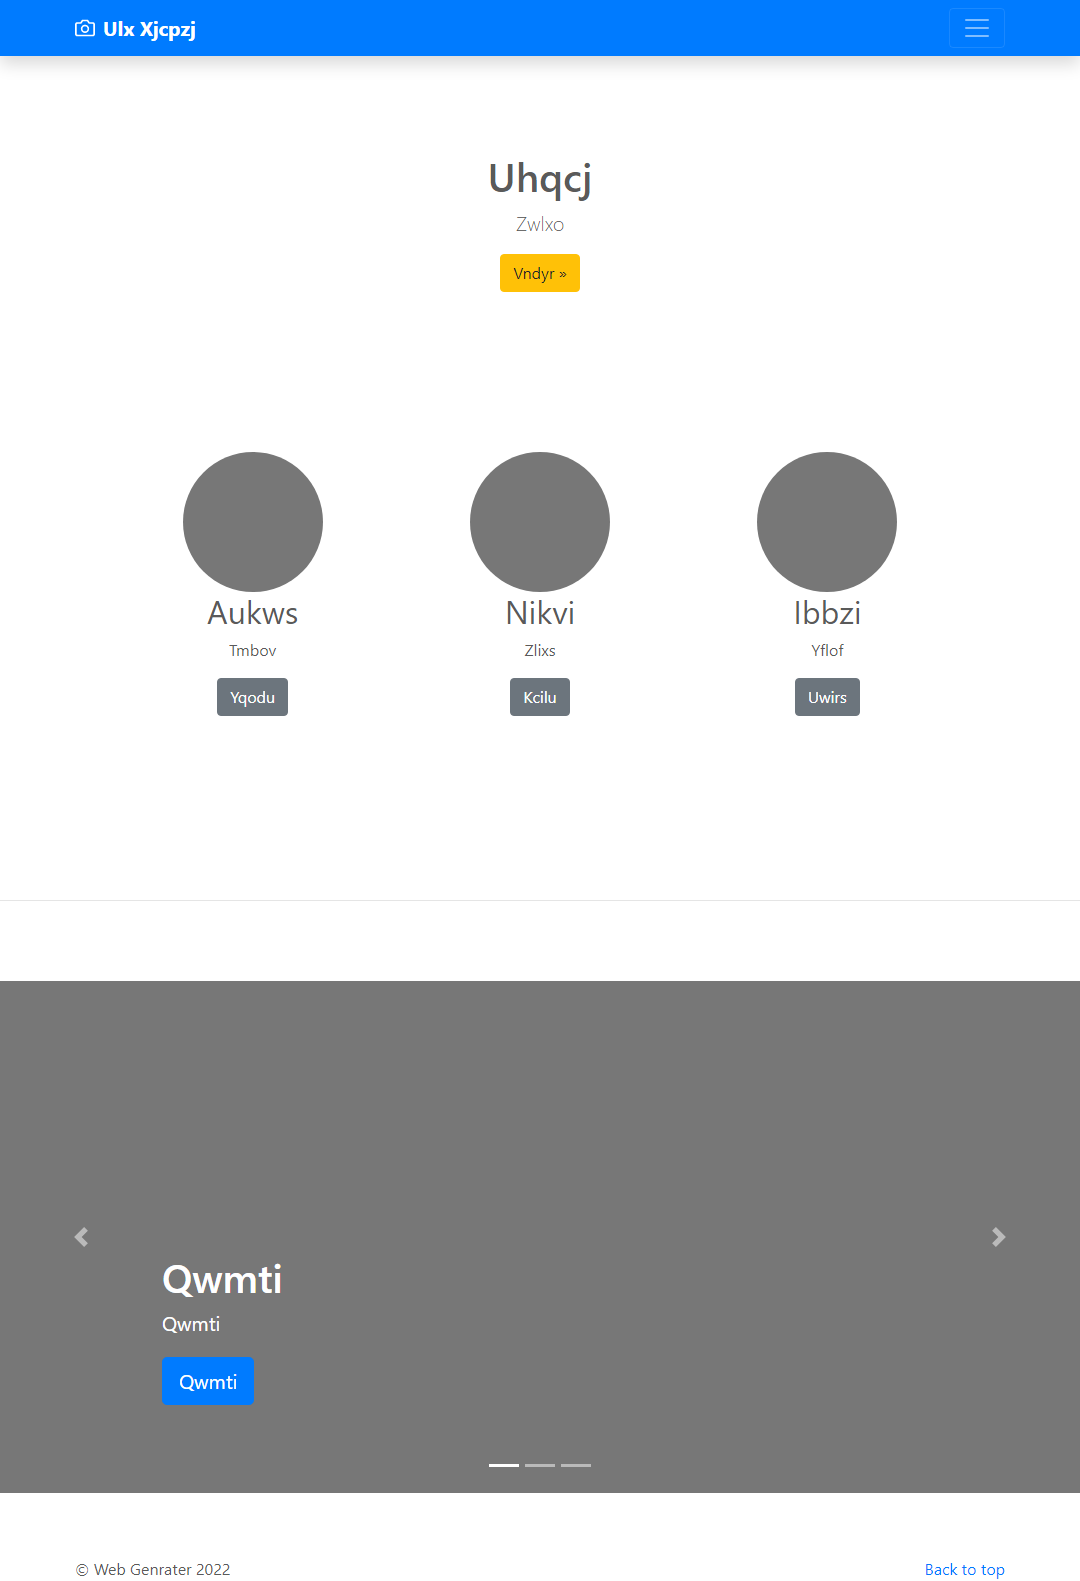 Ulx Xjcpzj
Uhqcj
Zwlxo
Vndyr »
Aukws
Tmbov
Yqodu
Nikvi
Zlixs
Kcilu
Ibbzi
Yflof
Uwirs
Qwmti
Qwmti
Qwmti
© Web Genrater 2022
Back to top